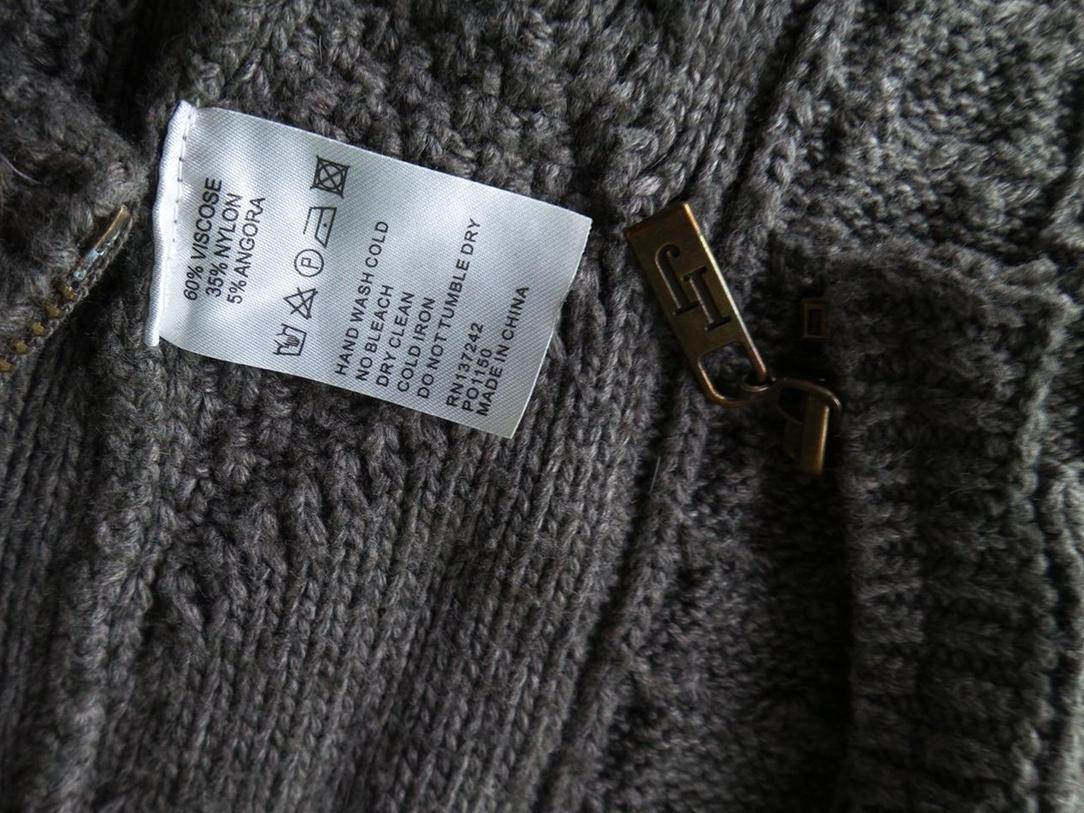 60% VISCOSE
35% NYLON
5% ANGORA
P
HAND WASH COLD
NO BLEACH
DRY CLEAN
COLD IRON
DO NOT TUMBLE DRY
RN137242
PO1150
MADE IN CHINA